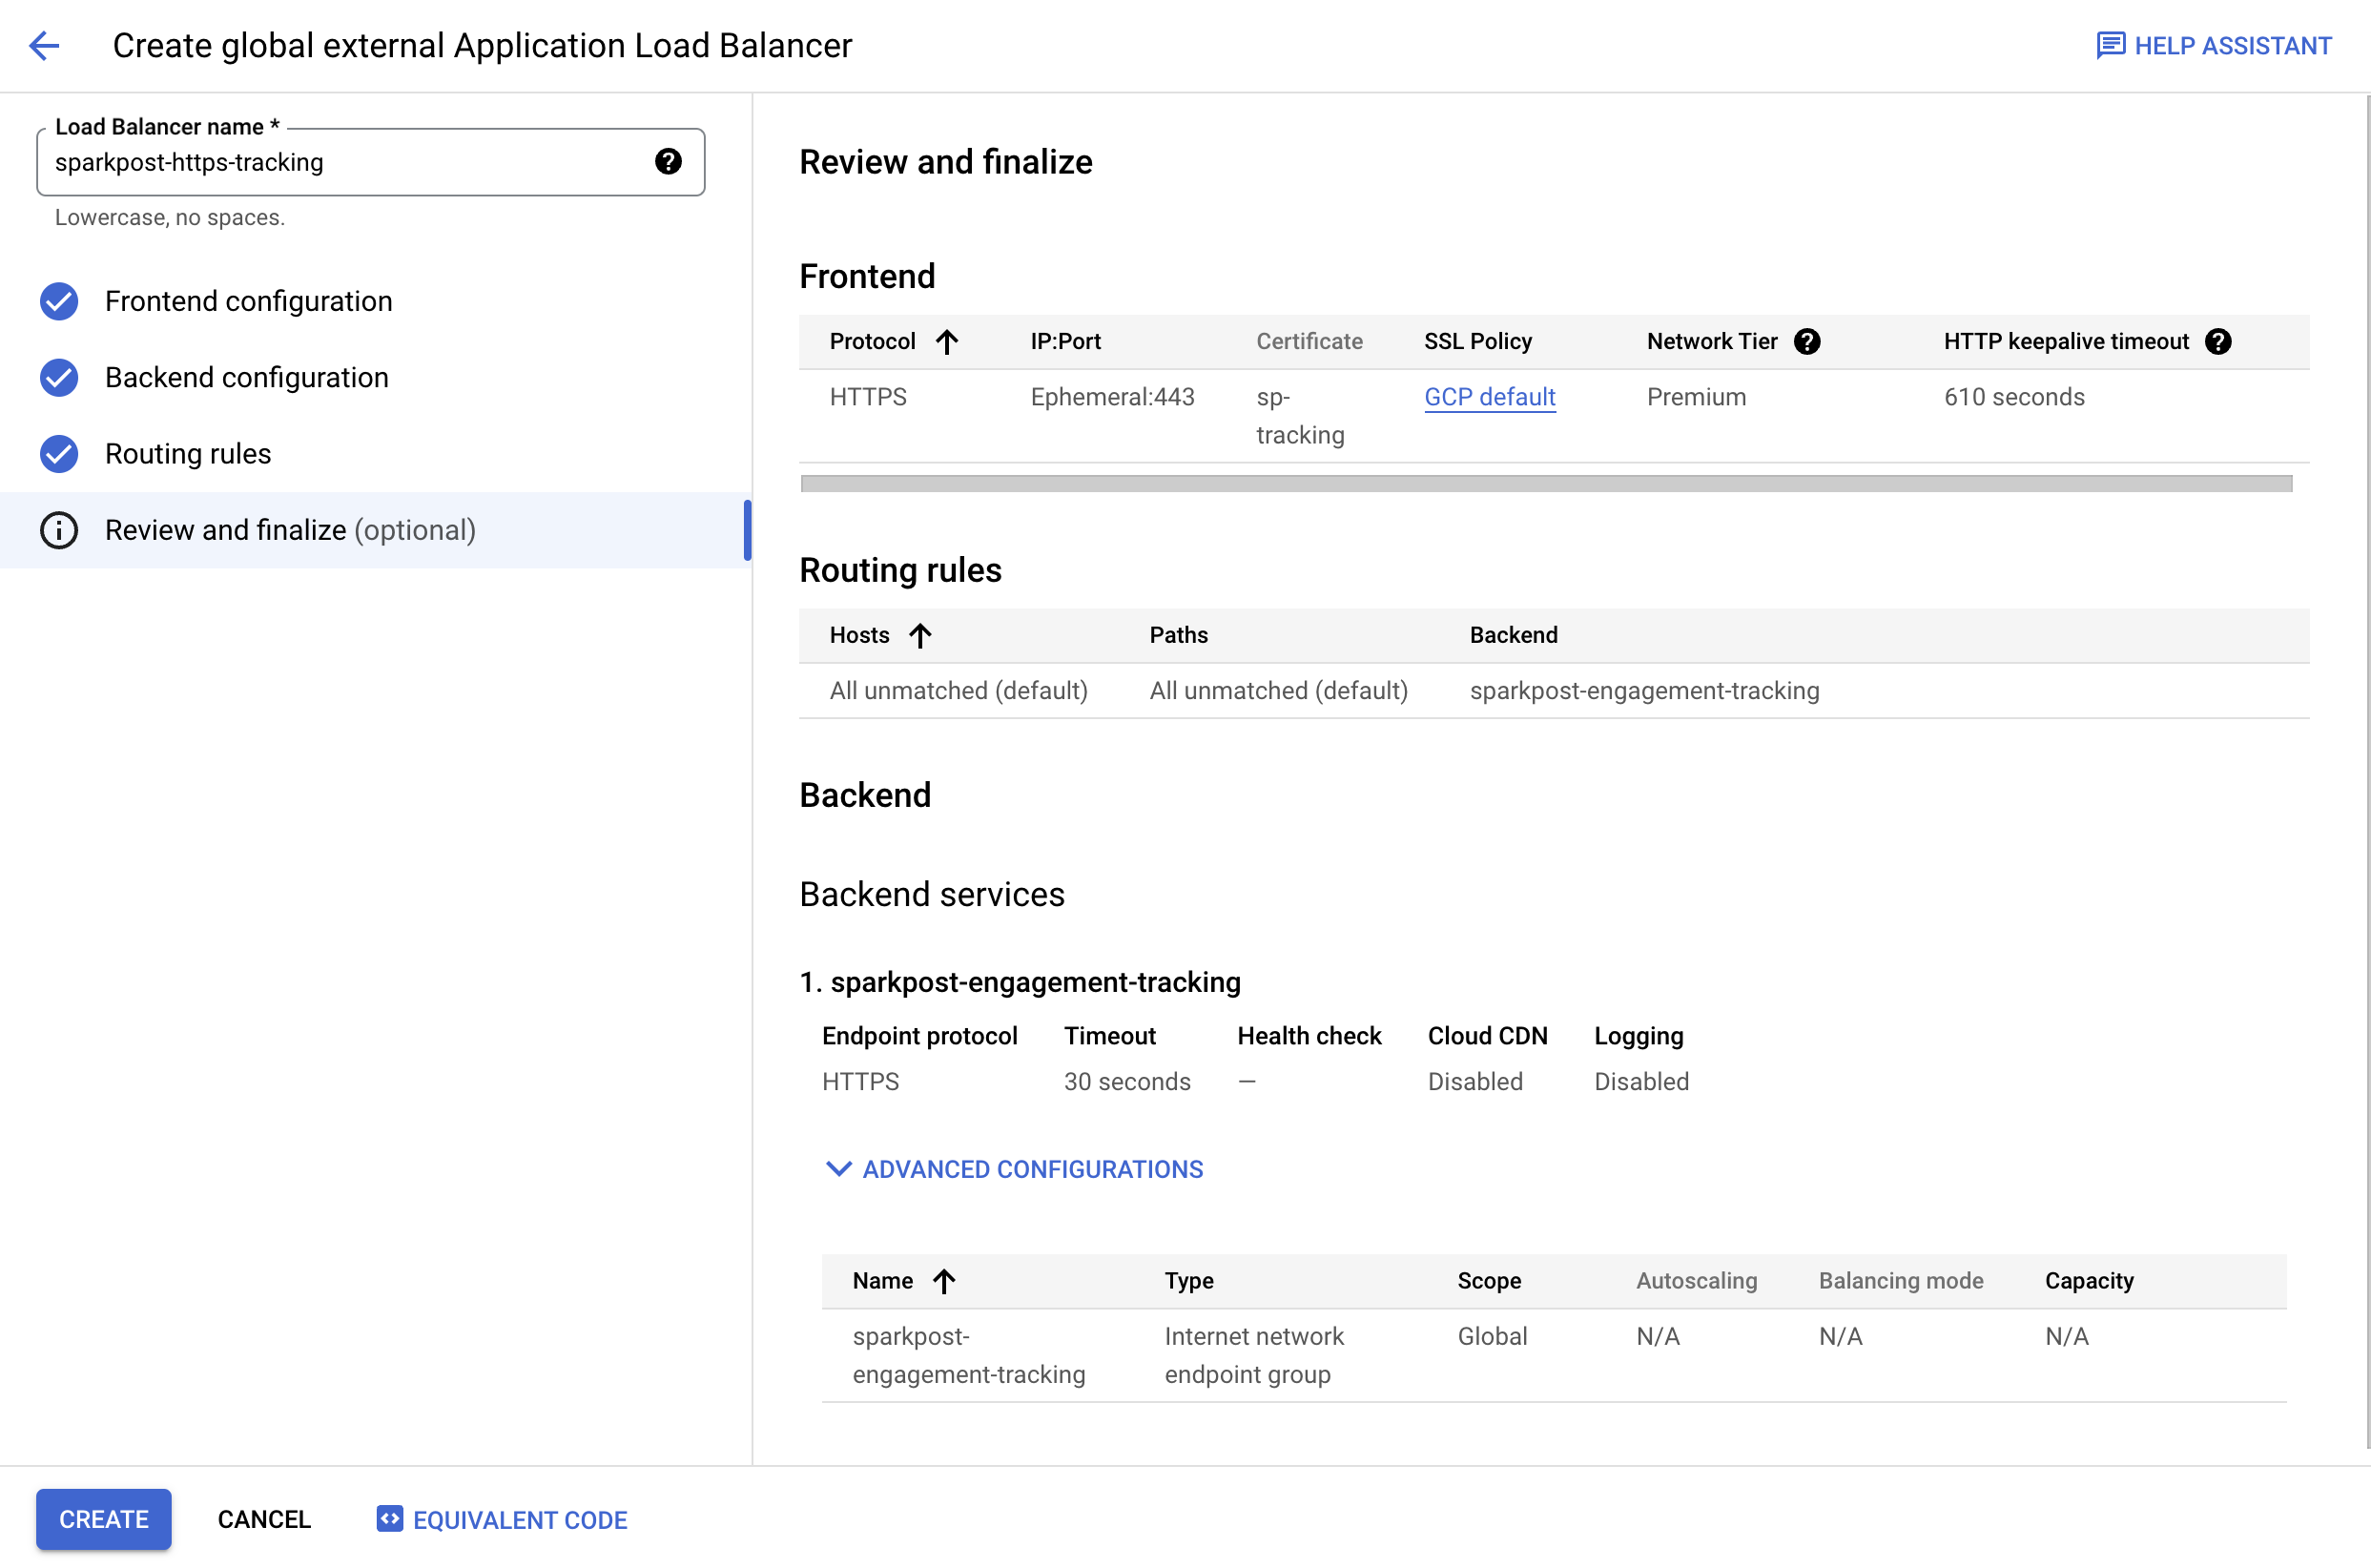 Create global external Application Load Balancer
HELP ASSISTANT
Load Balancer name *
sparkpost-https-tracking
Lowercase, no spaces.
Frontend configuration
Backend configuration
Routing rules
Review and finalize (optional)
Review and finalize
Frontend
Protocol IP:Port Certificate SSL Policy Network Tier HTTP keepalive timeout
HTTPS Ephemeral:443 sp- GCP default Premium 610 seconds
tracking
Routing rules
Hosts Paths Backend
All unmatched (default) All unmatched (default) sparkpost-engagement-tracking
Backend
Backend services
1. sparkpost-engagement-tracking
Endpoint protocol Timeout Health check Cloud CDN Logging
HTTPS 30 seconds — Disabled Disabled
ADVANCED CONFIGURATIONS
Name Type Scope Autoscaling Balancing mode Capacity
sparkpost- Internet network Global N/A N/A N/A
engagement-tracking endpoint group
CREATE CANCEL EQUIVALENT CODE